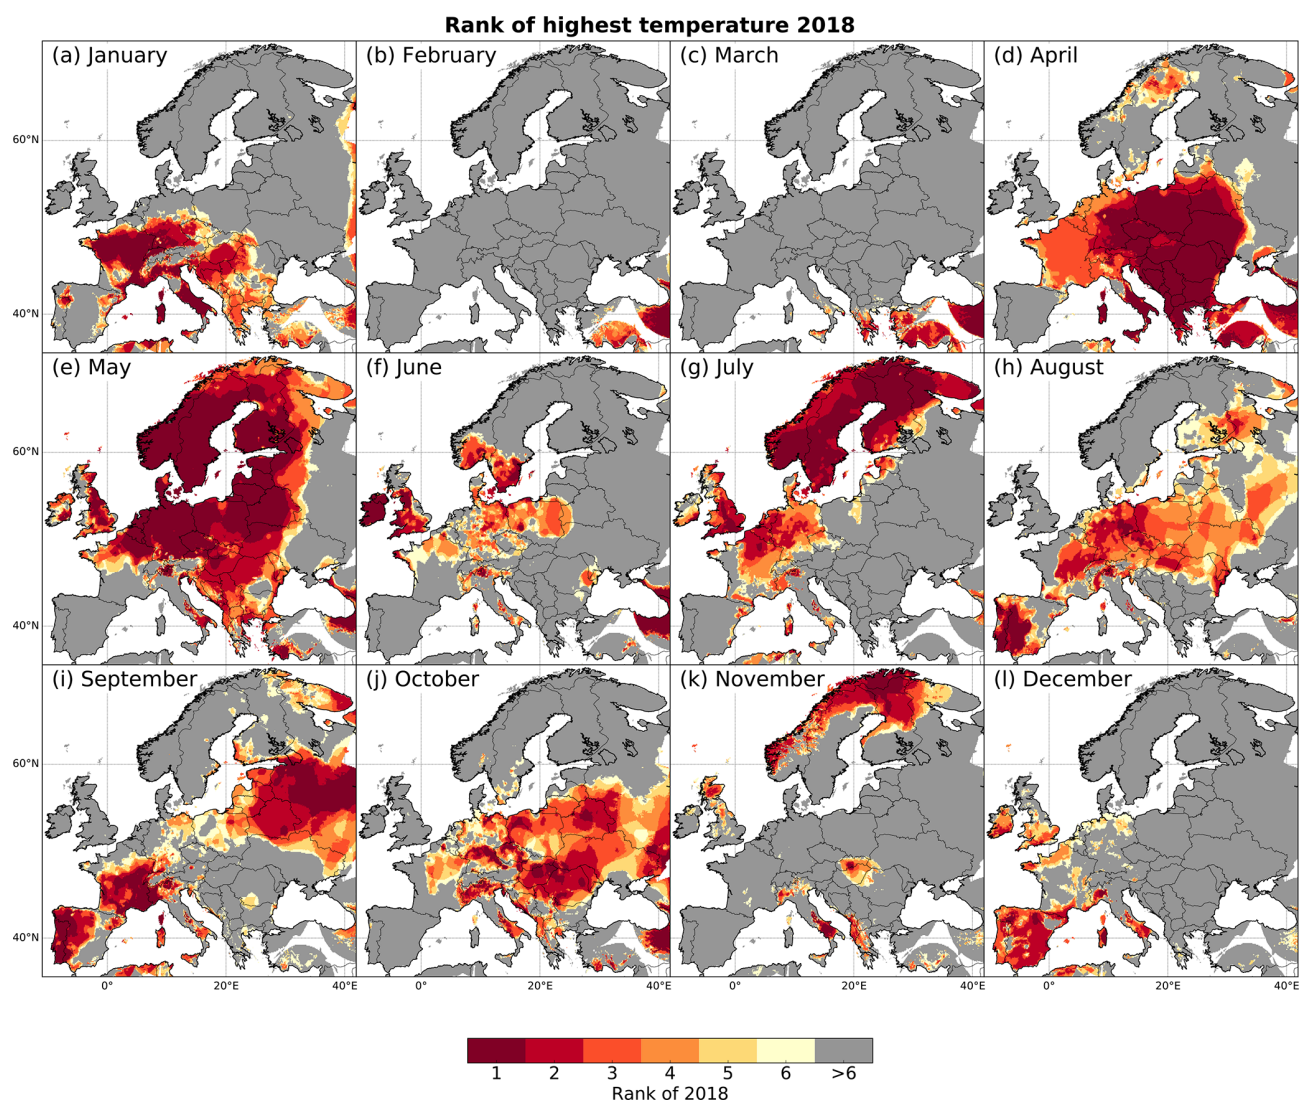 Rank of highest temperature 2018
(a) January
(b) February
(c) March
(d) April
60°N
40°N
(e) May
(f) June
(g) July
(h) August
60°N
40°N
(i) September
(j) October
(k) November
(l) December
60°N
40°N
0° 20°E 40°E 0° 20°E 40°E 0° 20°E 40°E 0° 20°E 40°E
1 2 3 4 5 6 >6
Rank of 2018